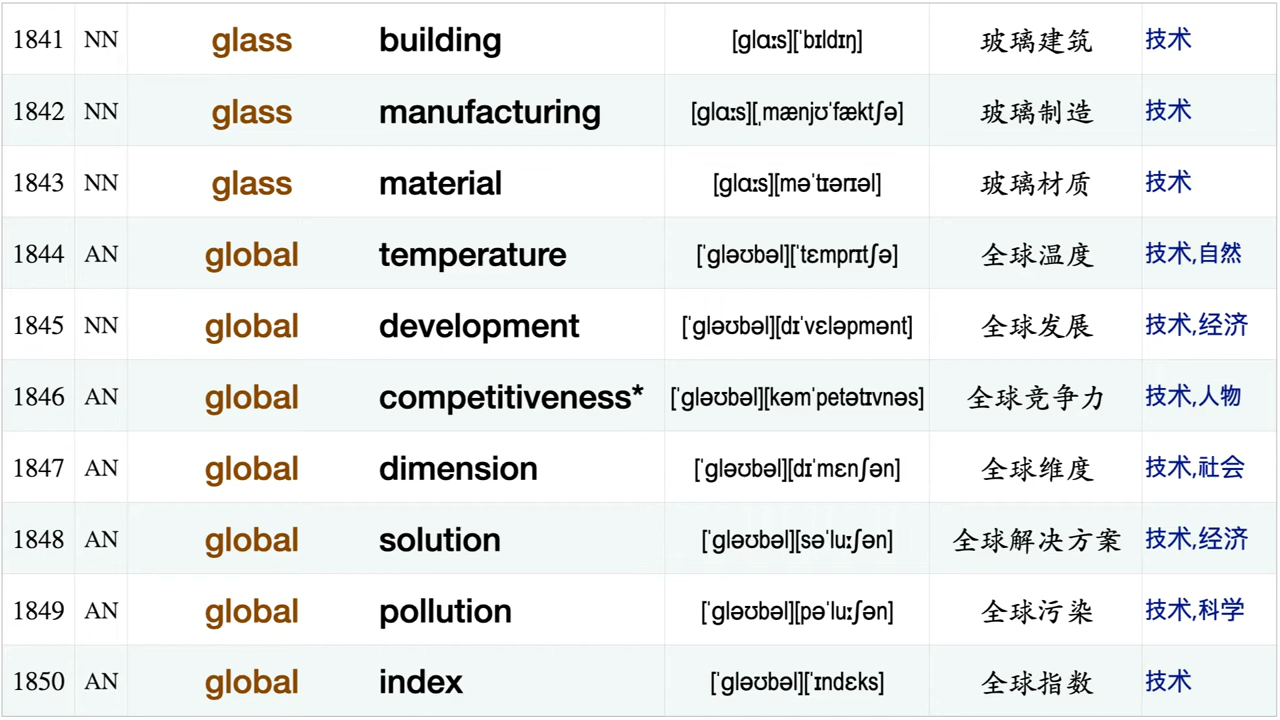 1841 NN glass building [glɑːs][ˈbɪldɪŋ] 玻璃建筑 技术
1842 NN glass manufacturing [glɑːs][ˌmænjʊˈfæktʃə] 玻璃制造 技术
1843 NN glass material [glɑːs][məˈtɪərɪəl] 玻璃材质 技术
1844 AN global temperature [ˈgləʊbəl][ˈtɛmprɪtʃə] 全球温度 技术,自然
1845 NN global development [ˈgləʊbəl][dɪˈvɛləpmənt] 全球发展 技术,经济
1846 AN global competitiveness* [ˈgləʊbəl][kəmˈpetətɪvnəs] 全球竞争力 技术,人物
1847 AN global dimension [ˈgləʊbəl][dɪˈmɛnʃən] 全球维度 技术,社会
1848 AN global solution [ˈgləʊbəl][səˈluːʃən] 全球解决方案 技术,经济
1849 AN global pollution [ˈgləʊbəl][pəˈluːʃən] 全球污染 技术,科学
1850 AN global index [ˈgləʊbəl][ˈɪndɛks] 全球指数 技术